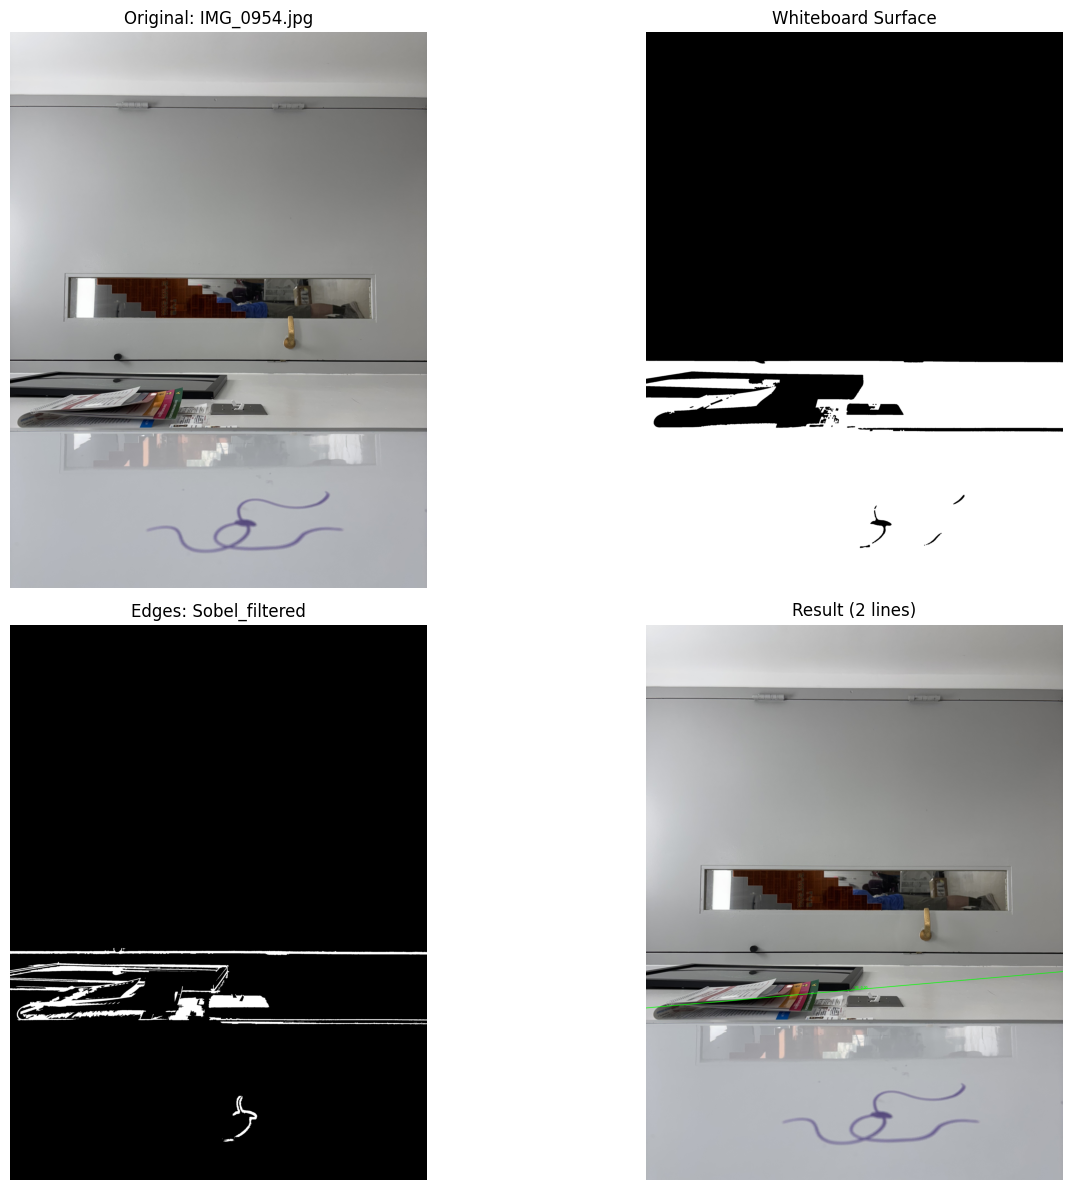 Original: IMG_0954.jpg
Whiteboard Surface
Edges: Sobel_filtered
Result (2 lines)